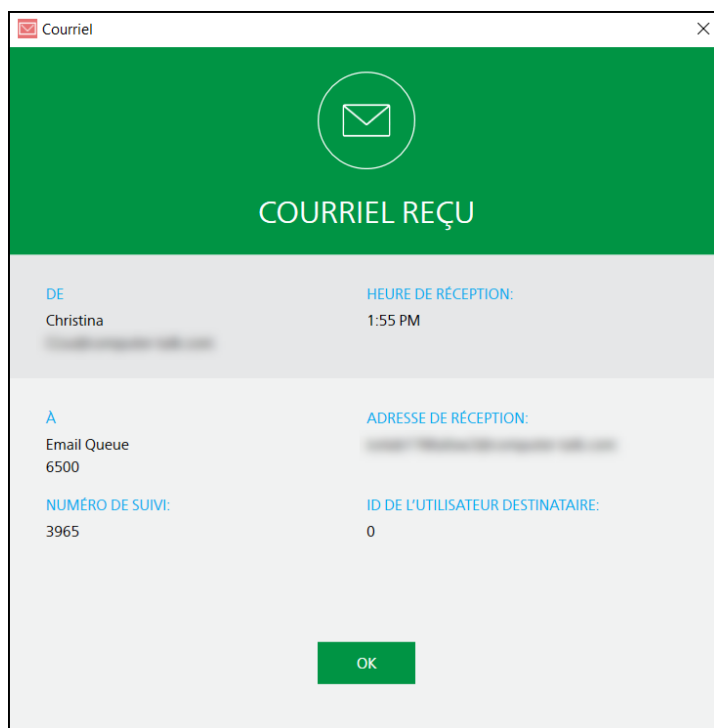 Courriel
COURRIEL REÇU
DE
Christina
HEURE DE RÉCEPTION:
1:55 PM
À
Email Queue
6500
ADRESSE DE RÉCEPTION:
NUMÉRO DE SUIVI:
3965
ID DE L'UTILISATEUR DESTINATAIRE:
0
OK